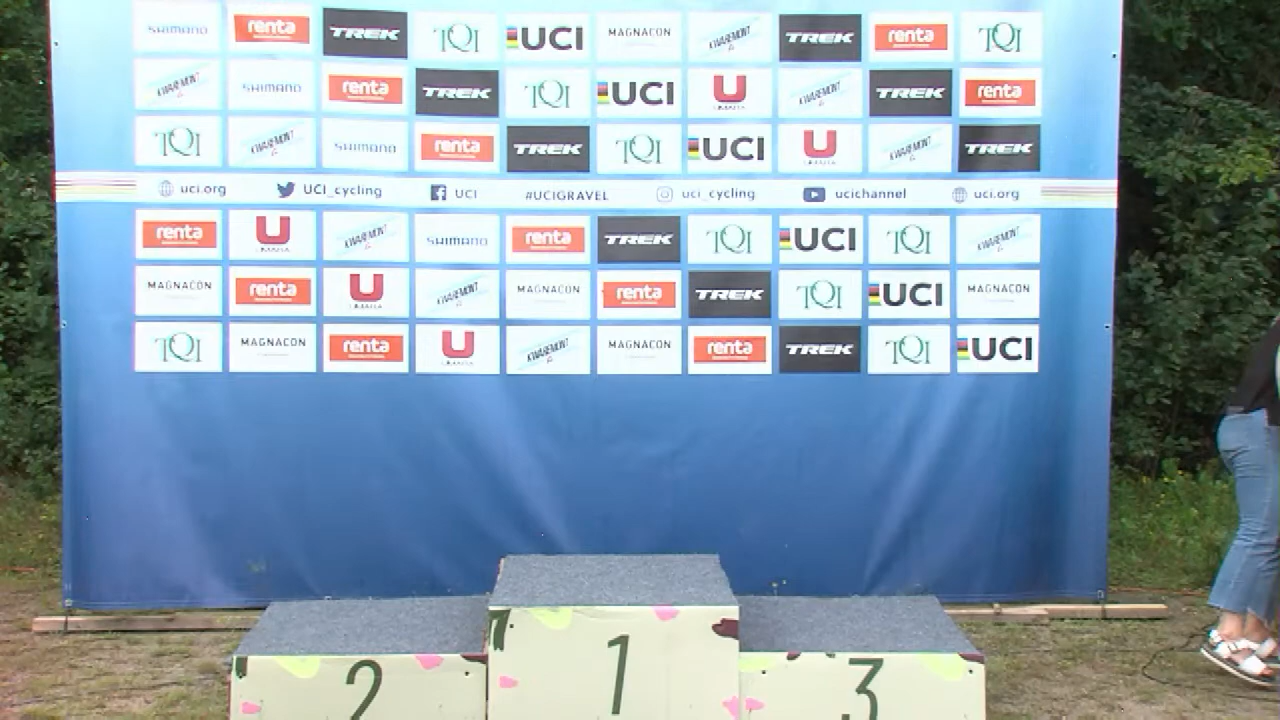 SHIMANO renta TREK TQI UCI MAGNACON KWAREMONT TREK renta TQI
KWAREMONT SHIMANO renta TREK TQI UCI U KWAREMONT TREK renta
TQI KWAREMONT SHIMANO renta TREK TQI UCI U KWAREMONT TREK
uci.org UCI_cycling UCI #UCIGRAVEL uci_cycling ucichannel uci.org
renta U KWAREMONT SHIMANO renta TREK TQI UCI TQI KWAREMONT
MAGNACON renta U KWAREMONT MAGNACON renta TREK TQI UCI MAGNACON
TQI MAGNACON renta U KWAREMONT MAGNACON renta TREK TQI UCI
2 1 3